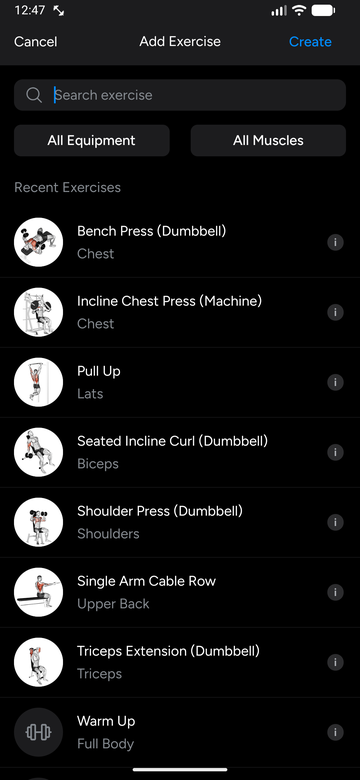 12:47
Cancel
Add Exercise
Create
Search exercise
All Equipment
All Muscles
Recent Exercises
Bench Press (Dumbbell)
Chest
Incline Chest Press (Machine)
Chest
Pull Up
Lats
Seated Incline Curl (Dumbbell)
Biceps
Shoulder Press (Dumbbell)
Shoulders
Single Arm Cable Row
Upper Back
Triceps Extension (Dumbbell)
Triceps
Warm Up
Full Body